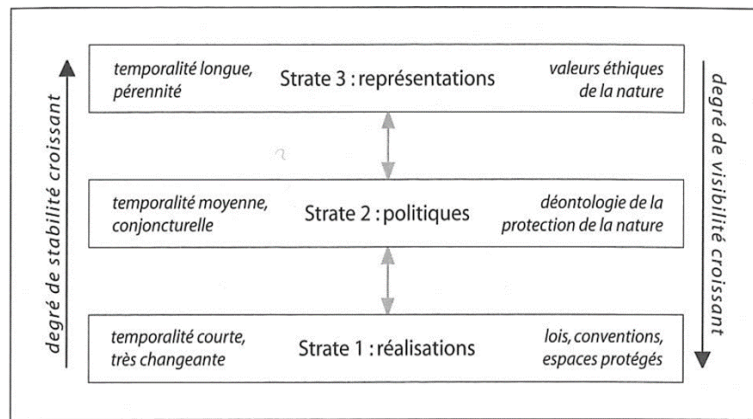 degré de stabilité croissant
temporalité longue,
pérennité
Strate 3 : représentations
valeurs éthiques
de la nature
temporalité moyenne,
conjoncturelle
Strate 2 : politiques
déontologie de la
protection de la nature
temporalité courte,
très changeante
Strate 1 : réalisations
lois, conventions,
espaces protégés
degré de visibilité croissant